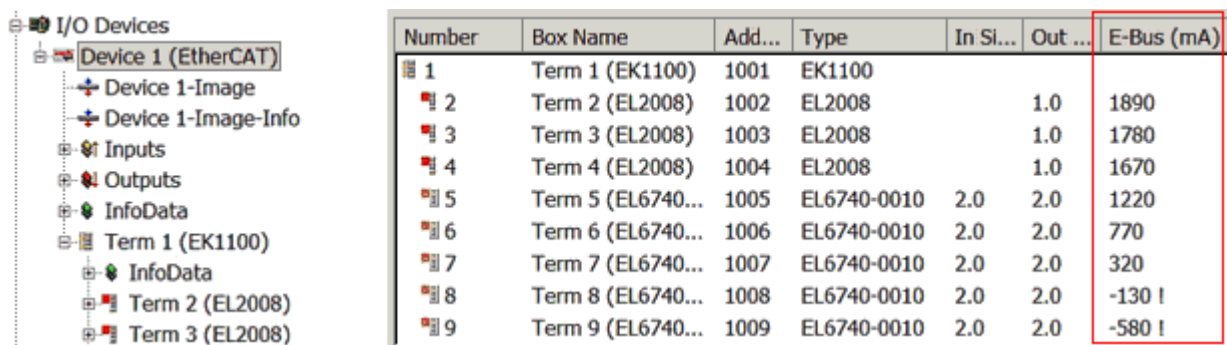 I/O Devices
Device 1 (EtherCAT)
Device 1-Image
Device 1-Image-Info
Inputs
Outputs
InfoData
Term 1 (EK1100)
InfoData
Term 2 (EL2008)
Term 3 (EL2008)
Number Box Name Add... Type In Si... Out ... E-Bus (mA)
1 Term 1 (EK1100) 1001 EK1100
2 Term 2 (EL2008) 1002 EL2008 1.0 1890
3 Term 3 (EL2008) 1003 EL2008 1.0 1780
4 Term 4 (EL2008) 1004 EL2008 1.0 1670
5 Term 5 (EL6740... 1005 EL6740-0010 2.0 2.0 1220
6 Term 6 (EL6740... 1006 EL6740-0010 2.0 2.0 770
7 Term 7 (EL6740... 1007 EL6740-0010 2.0 2.0 320
8 Term 8 (EL6740... 1008 EL6740-0010 2.0 2.0 -130 !
9 Term 9 (EL6740... 1009 EL6740-0010 2.0 2.0 -580 !